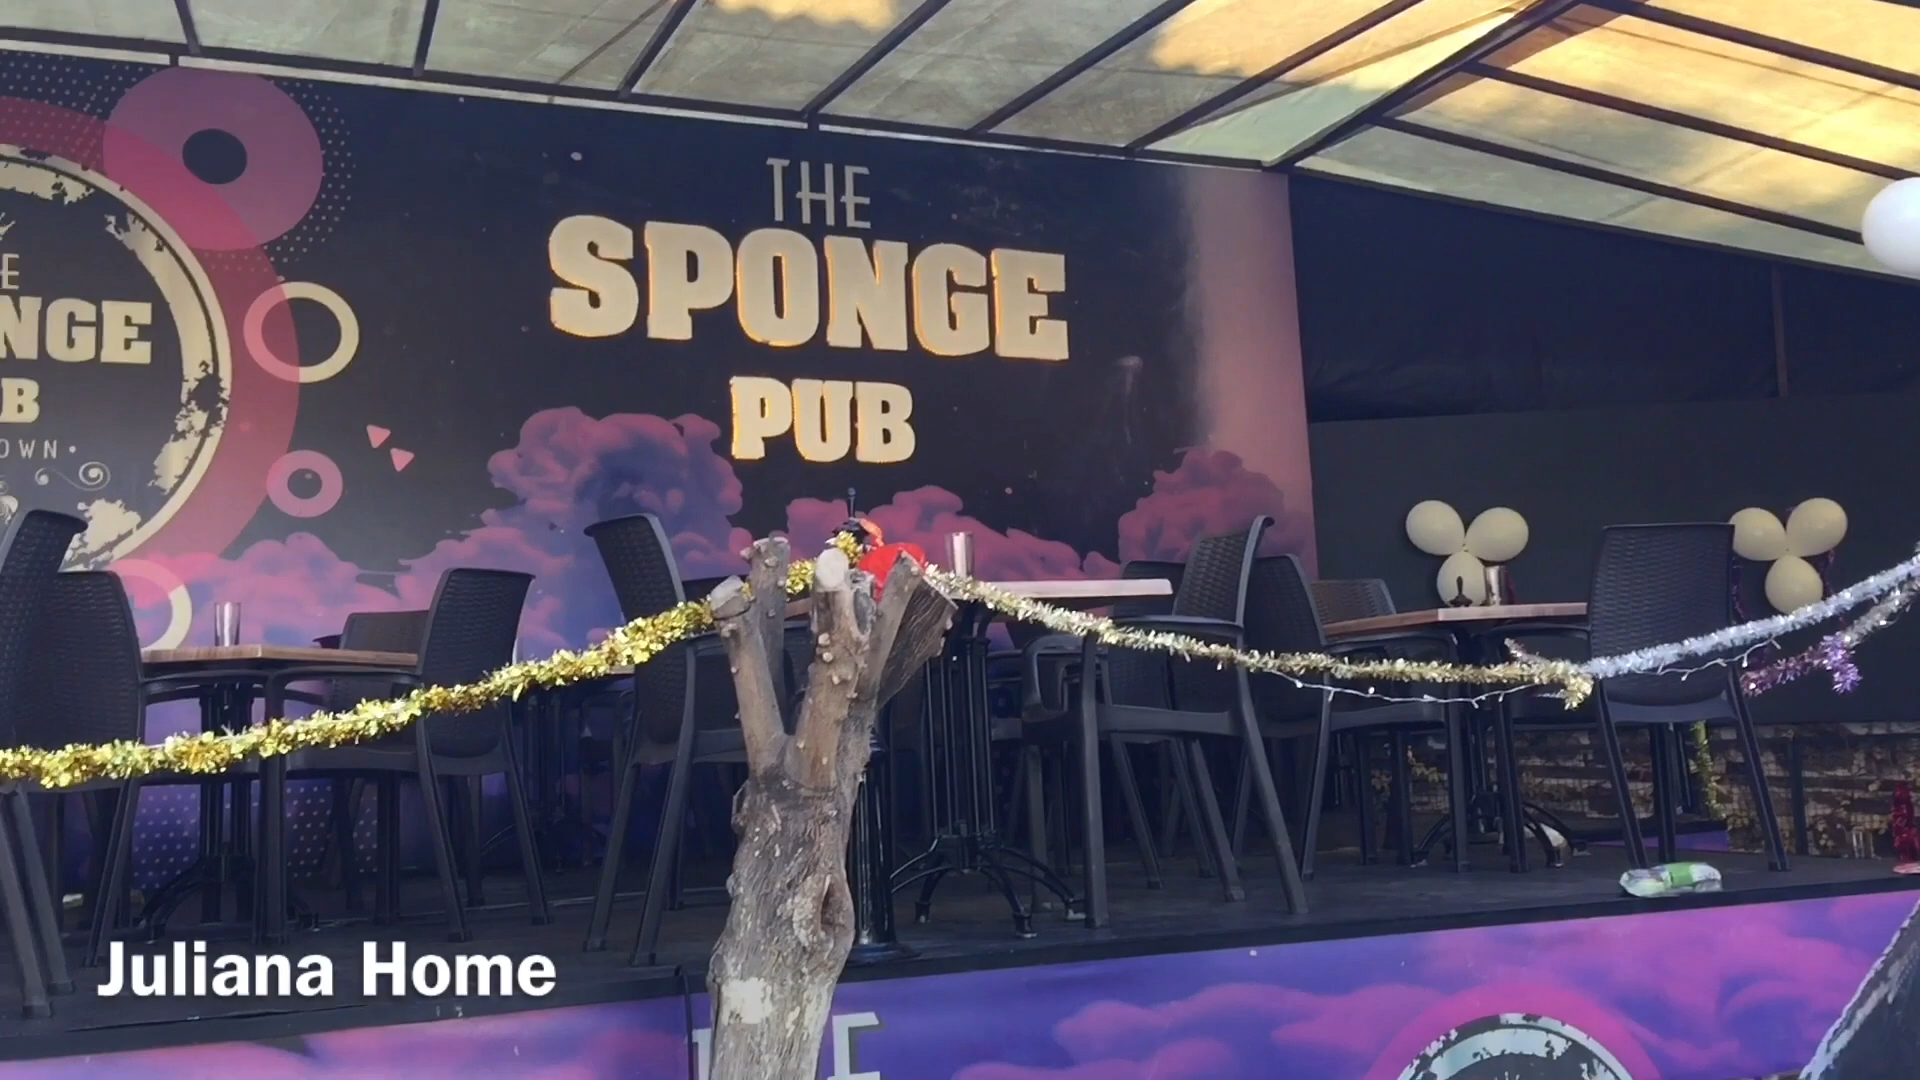 E
NGE
B
OWN •
THE
SPONGE
PUB
Juliana Home
E